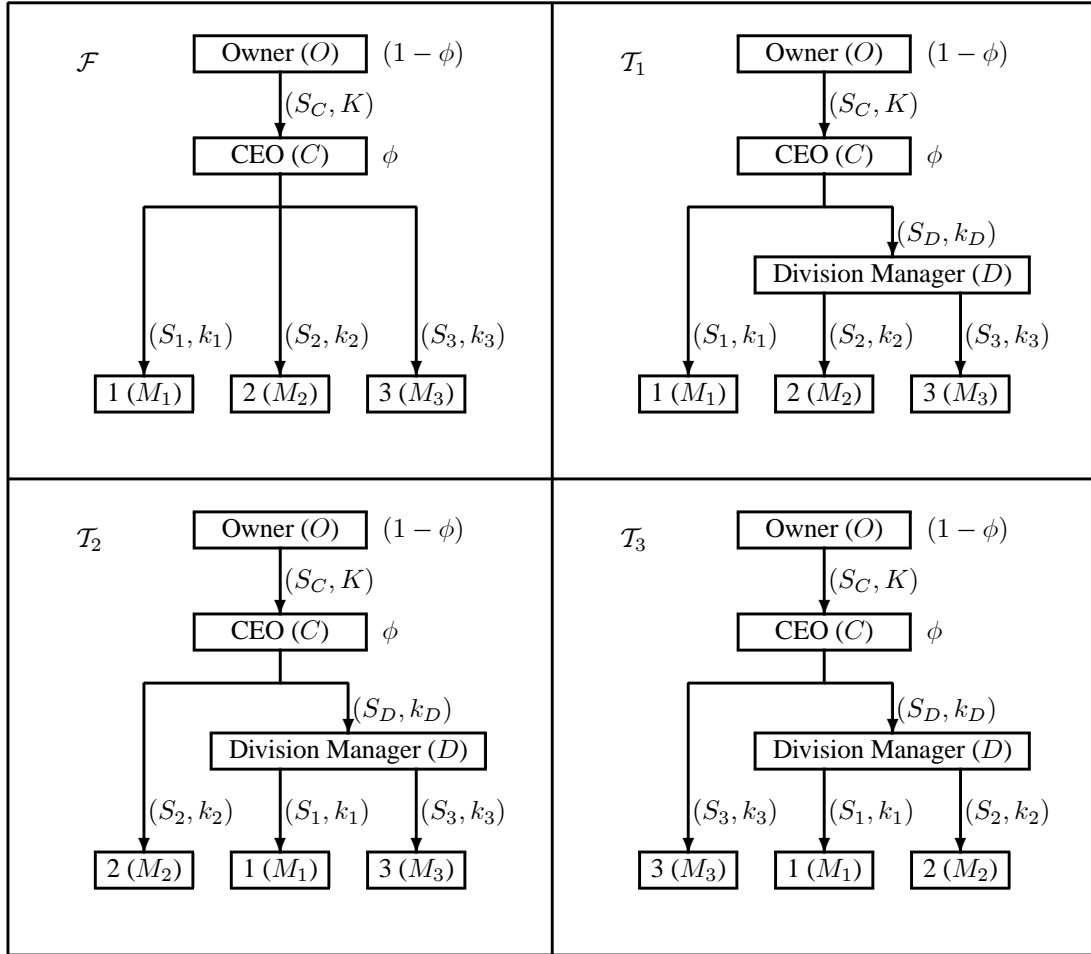 𝓕
Owner (O) (1 − ϕ)
(S_C, K)
CEO (C) ϕ
(S_1, k_1) (S_2, k_2) (S_3, k_3)
1 (M_1) 2 (M_2) 3 (M_3)
𝓣_1
Owner (O) (1 − ϕ)
(S_C, K)
CEO (C) ϕ
(S_D, k_D)
Division Manager (D)
(S_1, k_1) (S_2, k_2) (S_3, k_3)
1 (M_1) 2 (M_2) 3 (M_3)
𝓣_2
Owner (O) (1 − ϕ)
(S_C, K)
CEO (C) ϕ
(S_D, k_D)
Division Manager (D)
(S_2, k_2) (S_1, k_1) (S_3, k_3)
2 (M_2) 1 (M_1) 3 (M_3)
𝓣_3
Owner (O) (1 − ϕ)
(S_C, K)
CEO (C) ϕ
(S_D, k_D)
Division Manager (D)
(S_3, k_3) (S_1, k_1) (S_2, k_2)
3 (M_3) 1 (M_1) 2 (M_2)